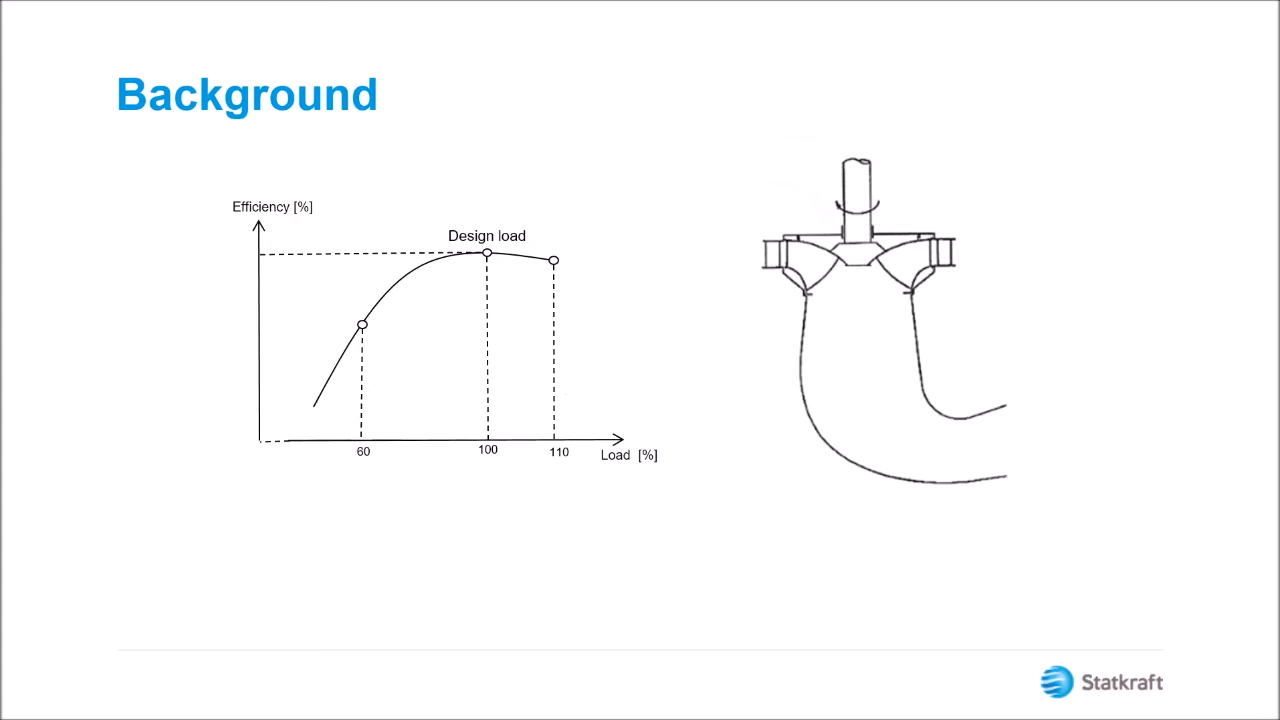 Background
Efficiency [%]
Design load
60
100
110
Load [%]
Statkraft